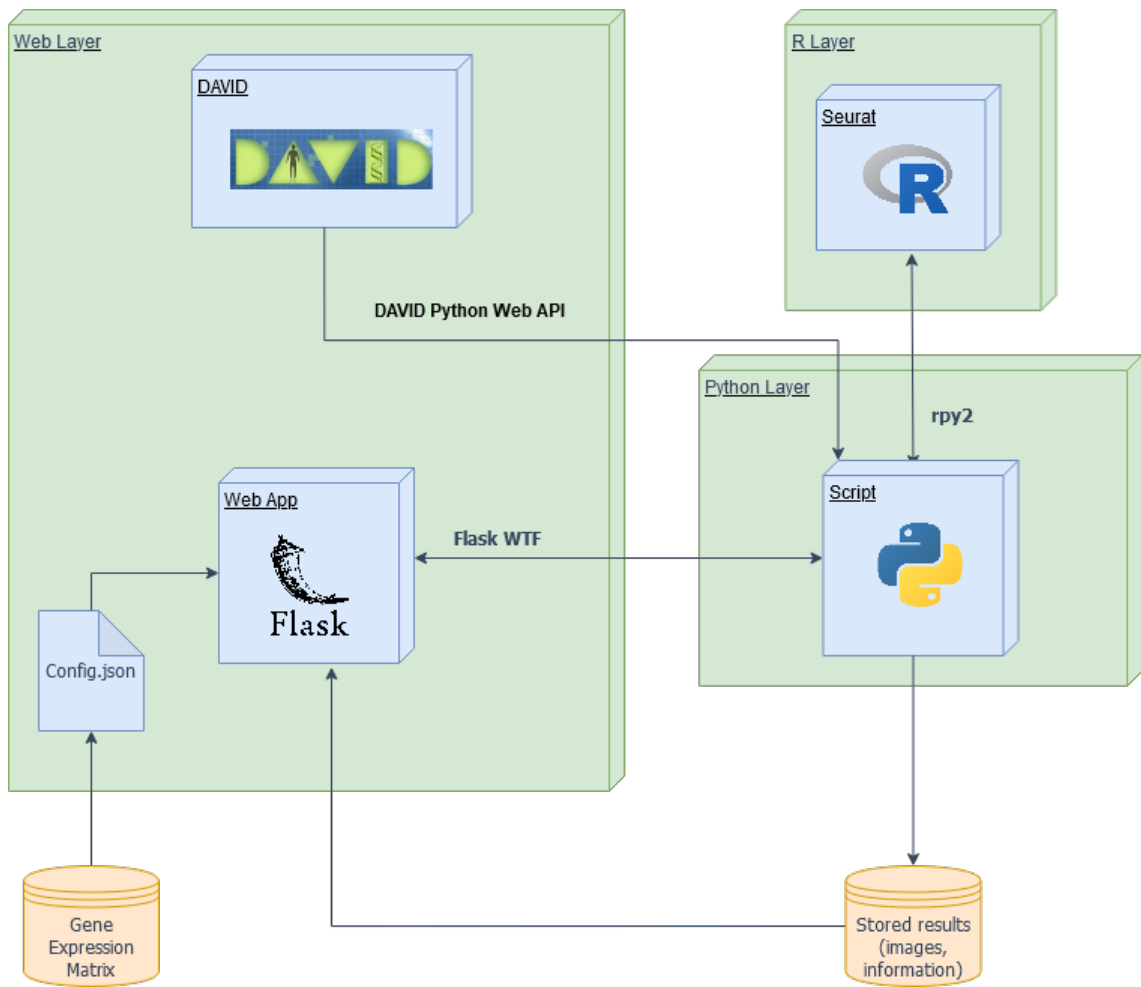 Web Layer
DAVID
DAVID
R Layer
Seurat
R
DAVID Python Web API
Python Layer
rpy2
Script
Web App
Flask WTF
Flask
Config.json
Gene
Expression
Matrix
Stored results
(images,
information)